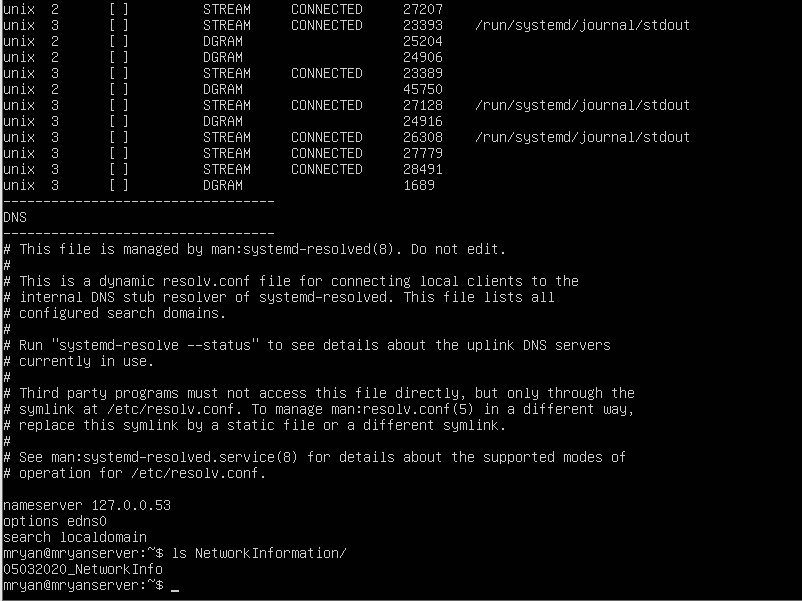 unix 2 [ ] STREAM CONNECTED 27207
unix 3 [ ] STREAM CONNECTED 23393 /run/systemd/journal/stdout
unix 2 [ ] DGRAM 25204
unix 2 [ ] DGRAM 24906
unix 3 [ ] STREAM CONNECTED 23389
unix 2 [ ] DGRAM 45750
unix 3 [ ] STREAM CONNECTED 27128 /run/systemd/journal/stdout
unix 3 [ ] DGRAM 24916
unix 3 [ ] STREAM CONNECTED 26308 /run/systemd/journal/stdout
unix 3 [ ] STREAM CONNECTED 27779
unix 3 [ ] STREAM CONNECTED 28491
unix 3 [ ] DGRAM 1689
----------------------------------
DNS
----------------------------------
# This file is managed by man:systemd-resolved(8). Do not edit.
#
# This is a dynamic resolv.conf file for connecting local clients to the
# internal DNS stub resolver of systemd-resolved. This file lists all
# configured search domains.
#
# Run "systemd-resolve --status" to see details about the uplink DNS servers
# currently in use.
#
# Third party programs must not access this file directly, but only through the
# symlink at /etc/resolv.conf. To manage man:resolv.conf(5) in a different way,
# replace this symlink by a static file or a different symlink.
#
# See man:systemd-resolved.service(8) for details about the supported modes of
# operation for /etc/resolv.conf.

nameserver 127.0.0.53
options edns0
search localdomain
mryan@mryanserver:~$ ls NetworkInformation/
05032020_NetworkInfo
mryan@mryanserver:~$ _